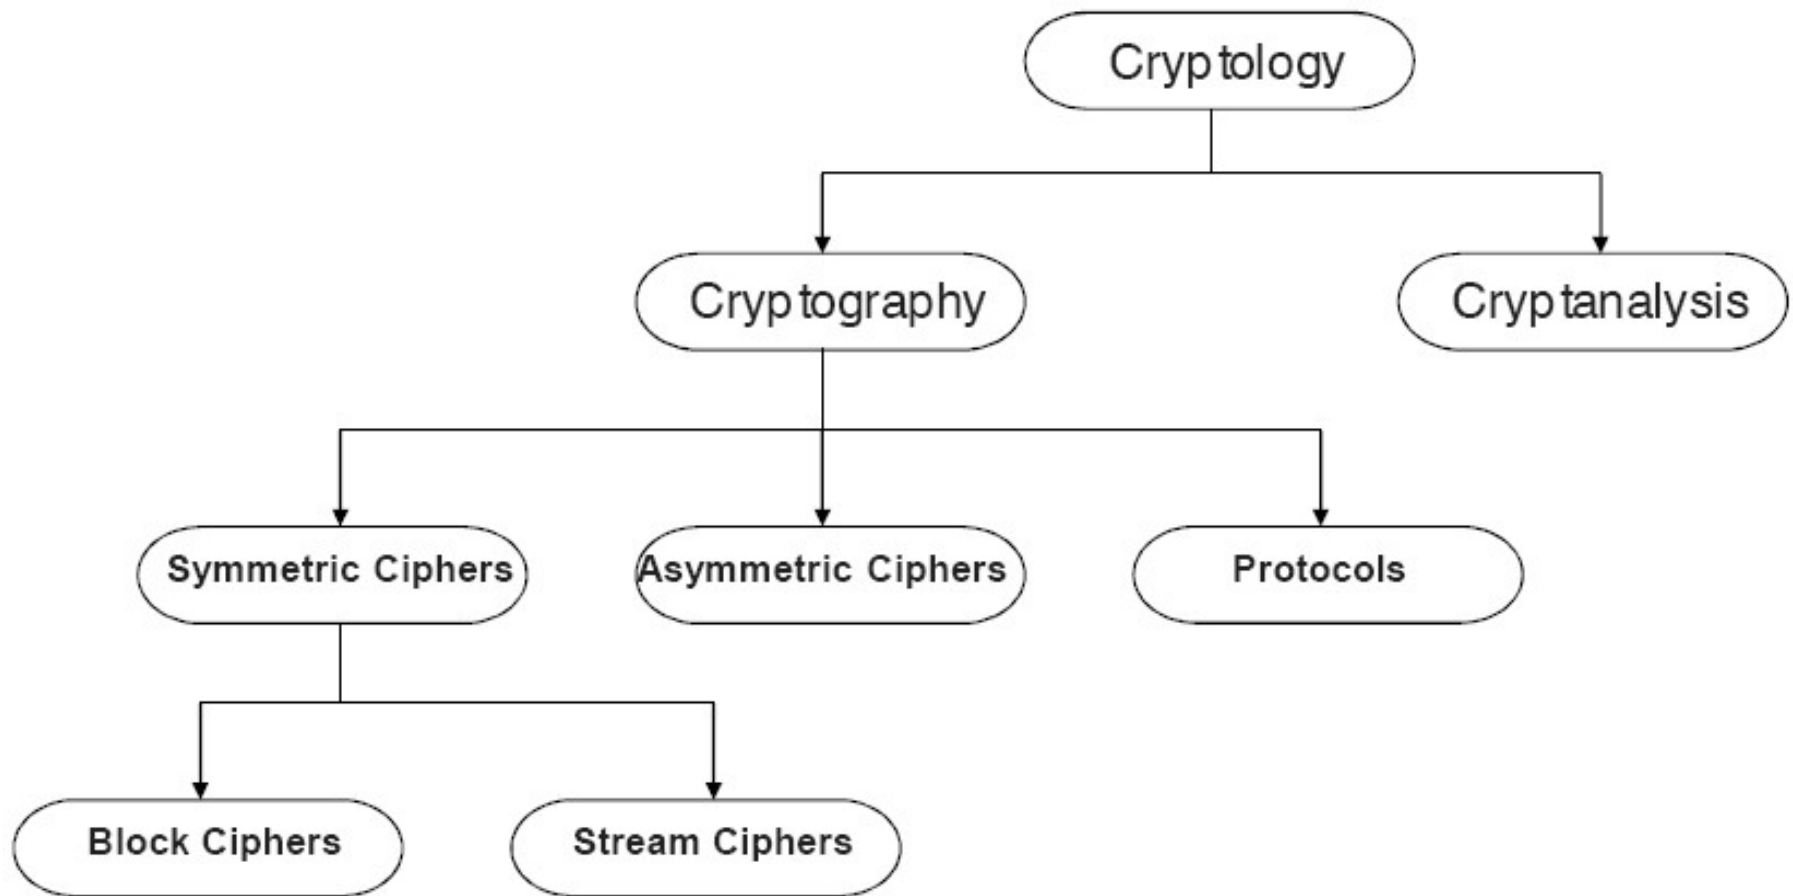 Cryptology
Cryptography
Cryptanalysis
Symmetric Ciphers
Asymmetric Ciphers
Protocols
Block Ciphers
Stream Ciphers